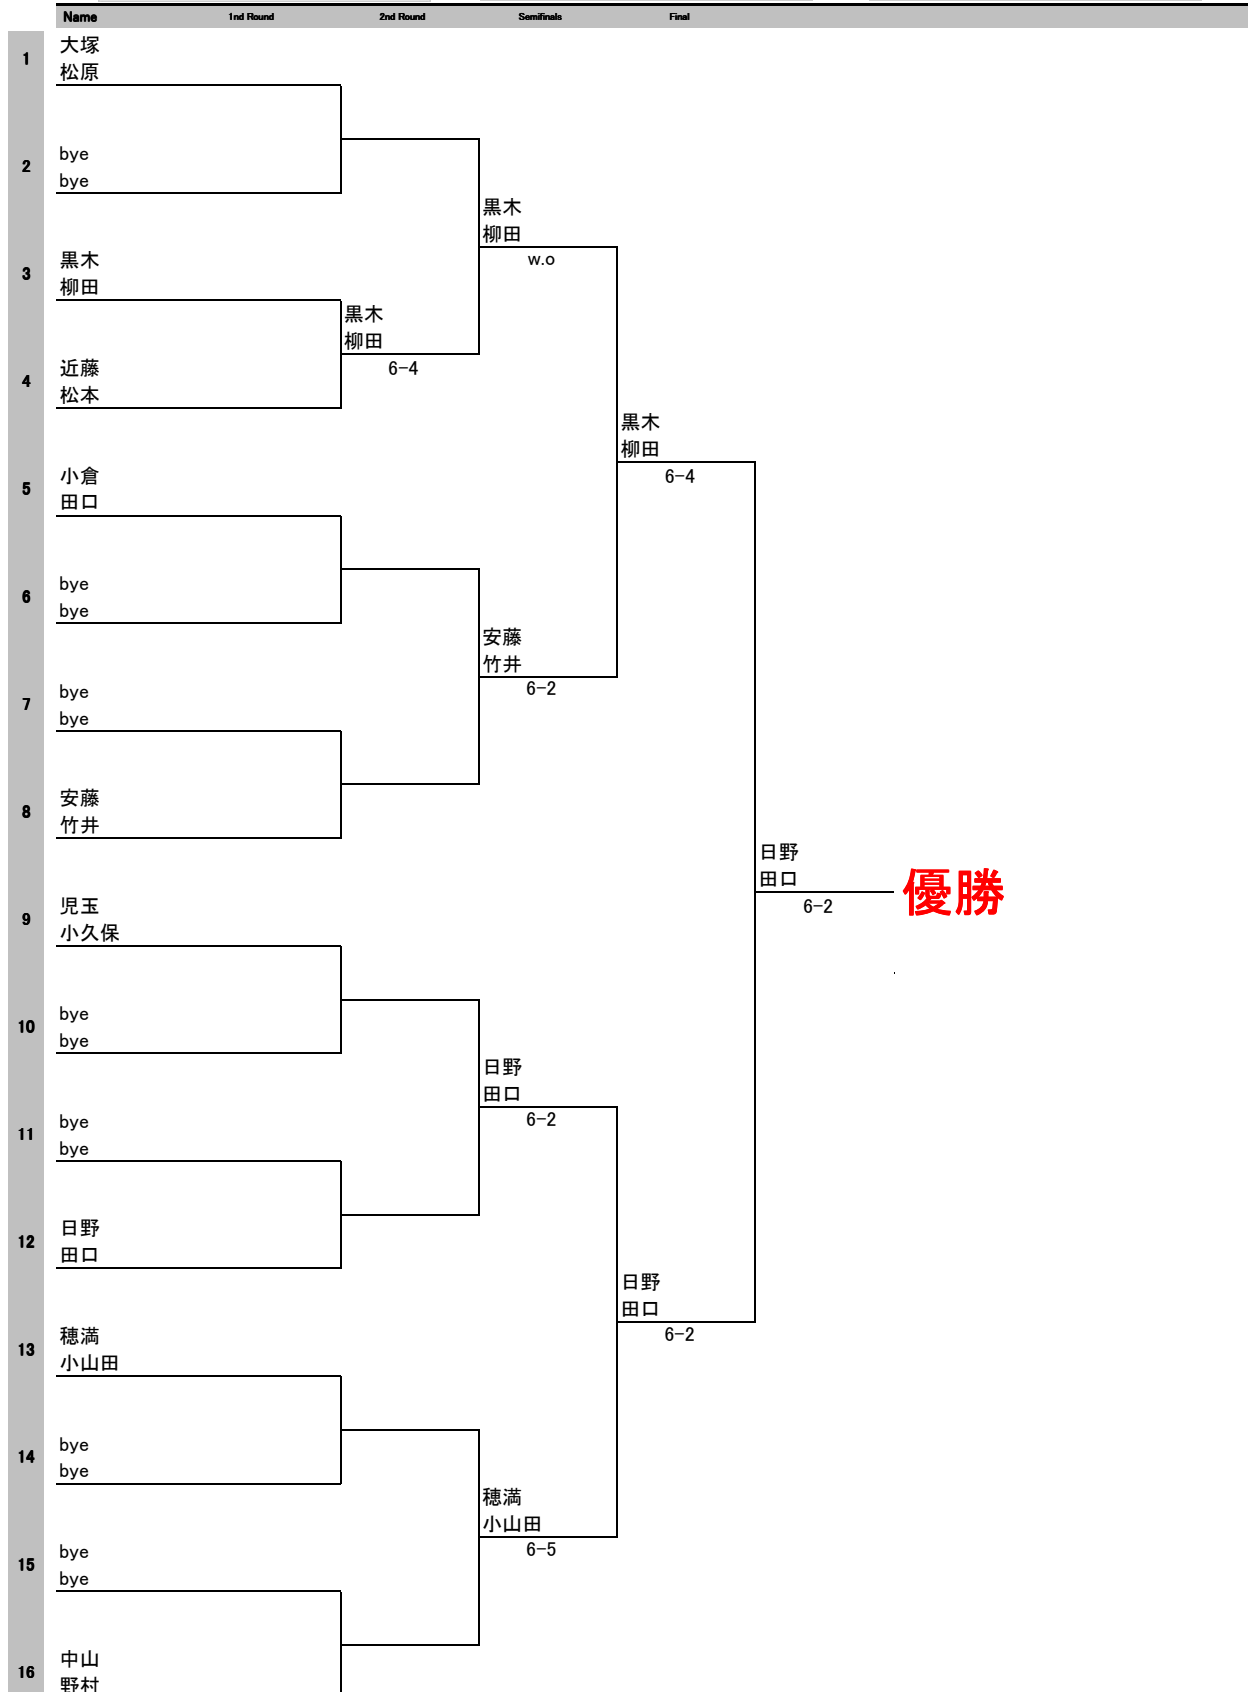 Name 1nd Round 2nd Round Semifinals Final
大塚
1
松原
bye
2
bye
黒木
柳田
w.o
黒木
3
柳田
黒木
柳田
6-4
近藤
4
松本
黒木
柳田
6-4
小倉
5
田口
bye
6
bye
安藤
竹井
6-2
bye
7
bye
安藤
8
竹井
日野
田口
6-2
優勝
児玉
9
小久保
bye
10
bye
日野
田口
6-2
bye
11
bye
日野
12
田口
日野
田口
6-2
穂満
13
小山田
bye
14
bye
穂満
小山田
6-5
bye
15
bye
中山
16
野村